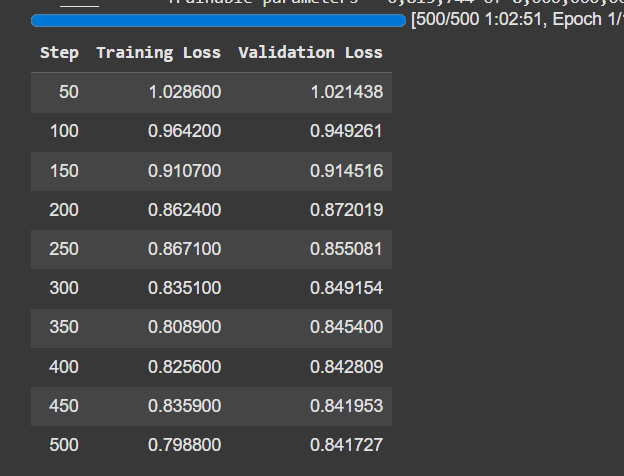 Trainable parameters
[500/500 1:02:51, Epoch 1/
Step Training Loss Validation Loss
50 1.028600 1.021438
100 0.964200 0.949261
150 0.910700 0.914516
200 0.862400 0.872019
250 0.867100 0.855081
300 0.835100 0.849154
350 0.808900 0.845400
400 0.825600 0.842809
450 0.835900 0.841953
500 0.798800 0.841727